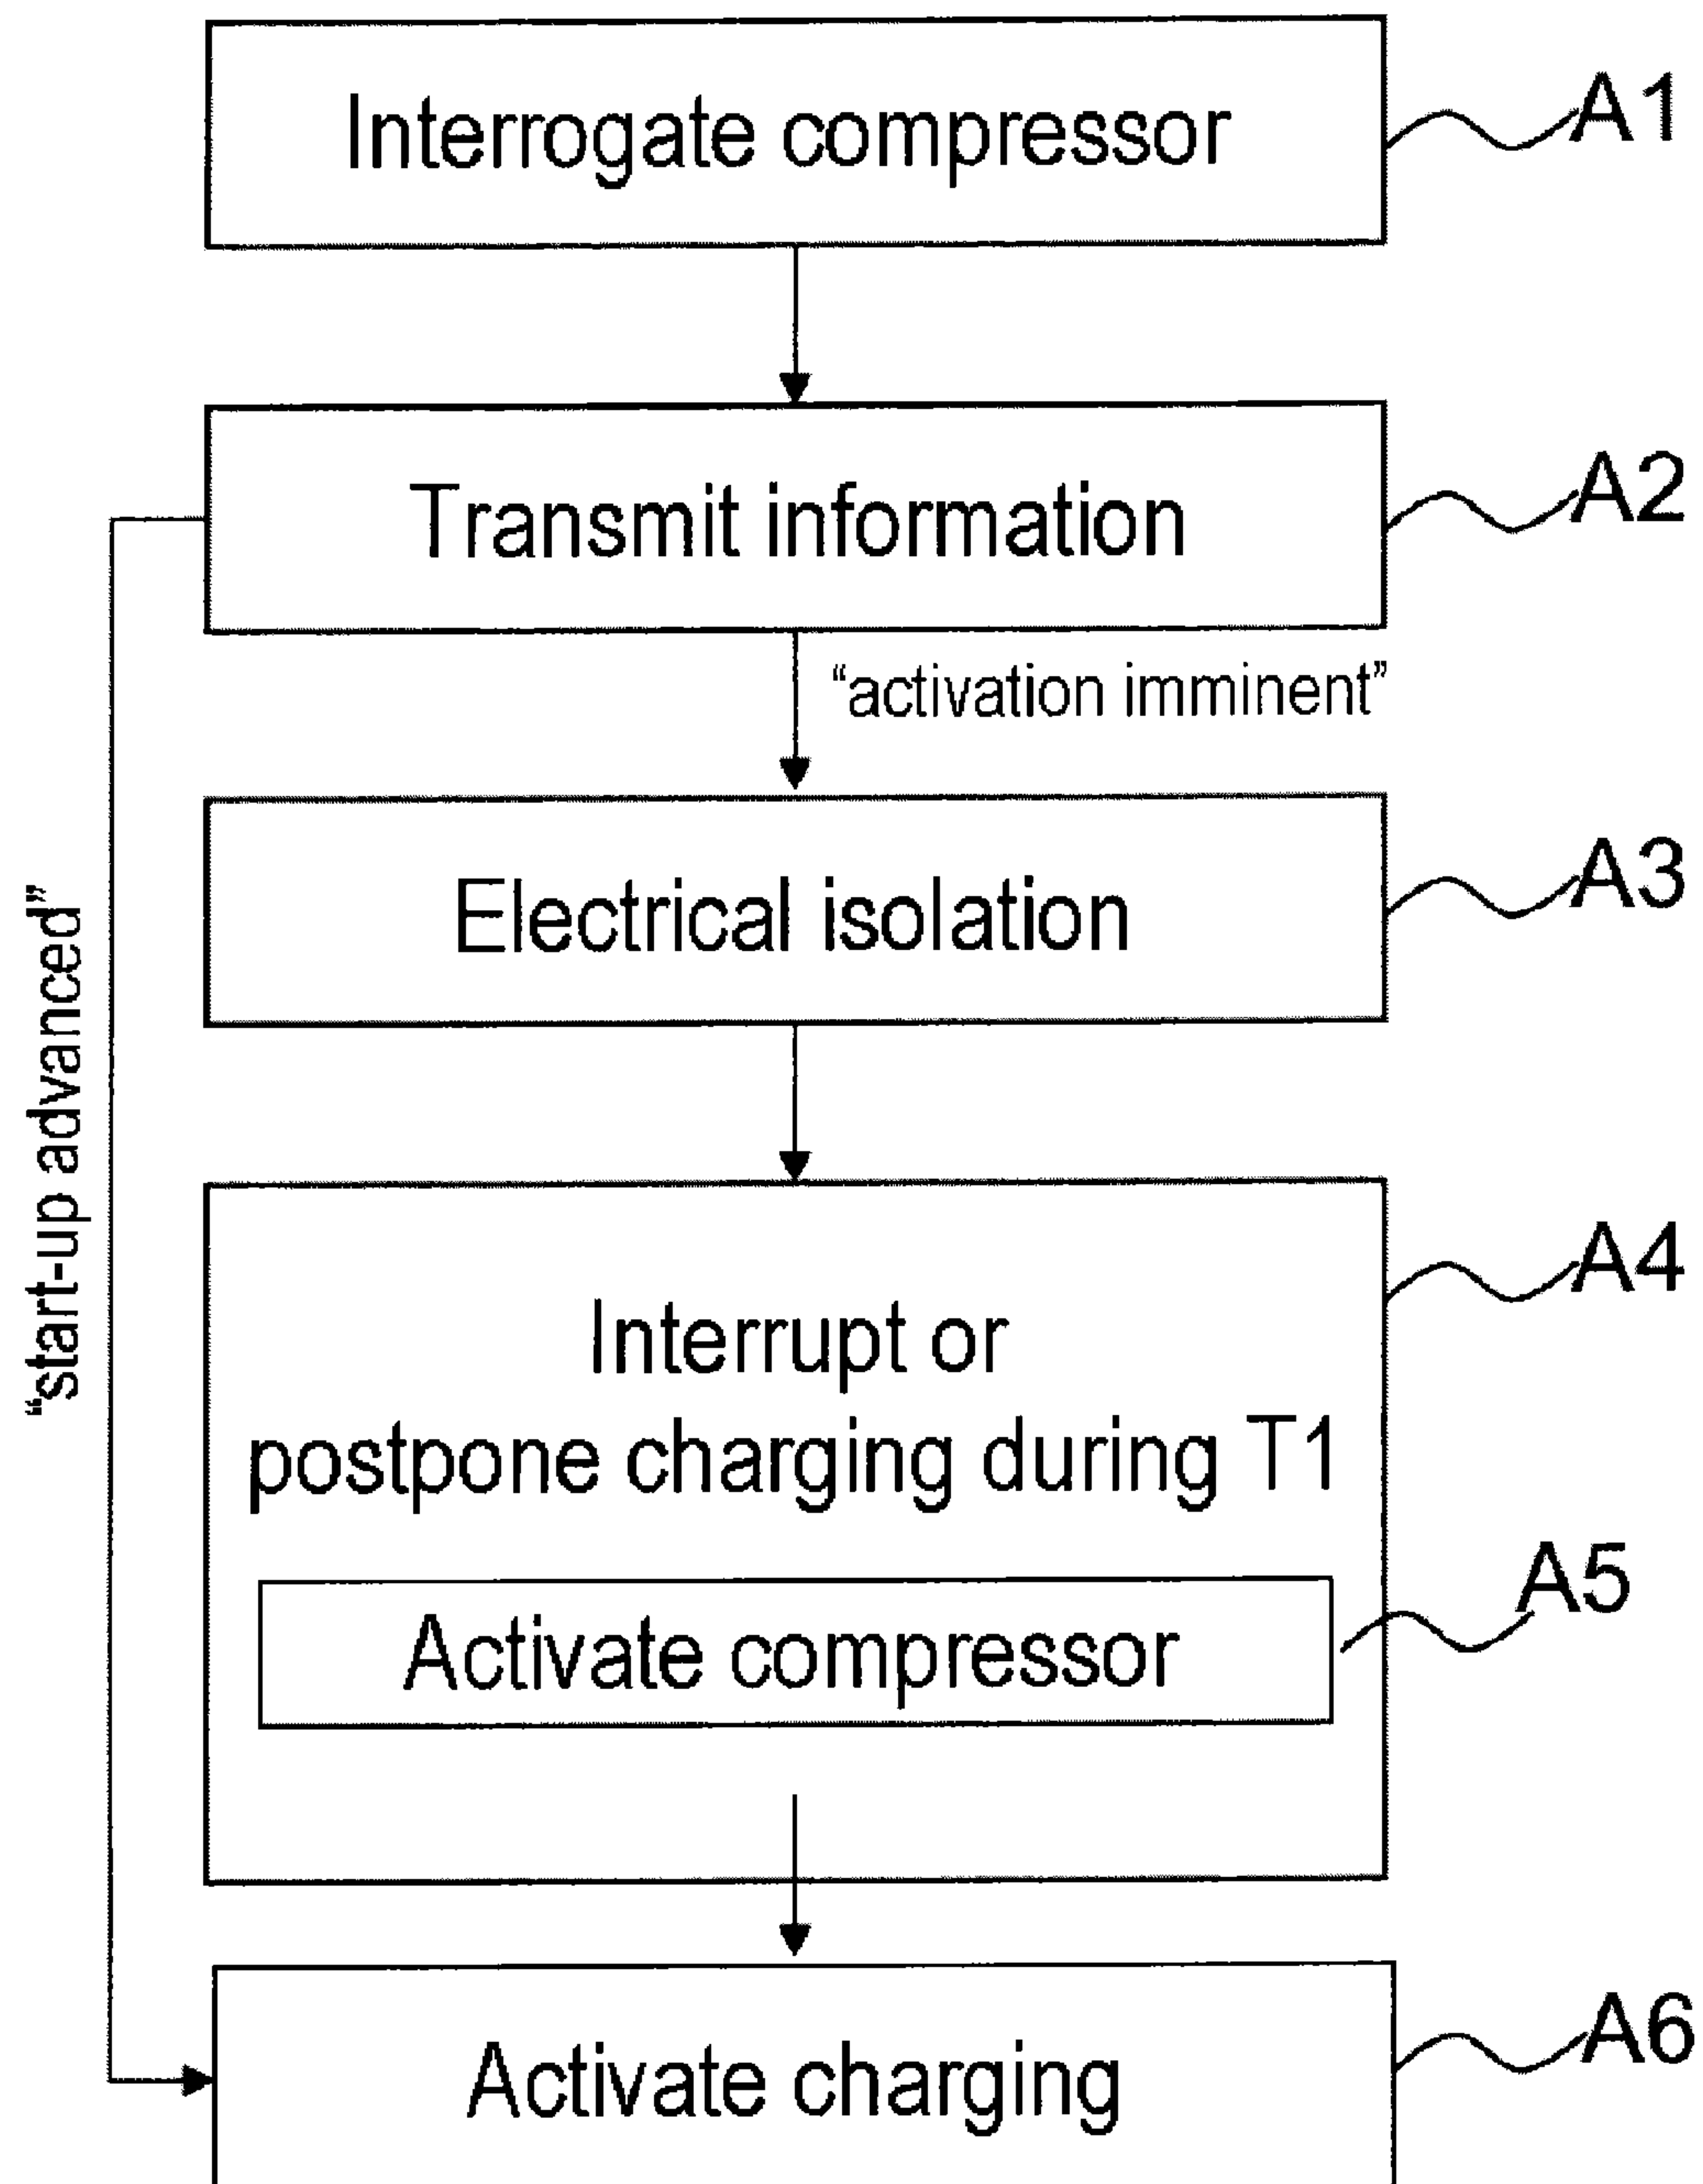 Interrogate compressor
A1
Transmit information
A2
“activation imminent”
Electrical isolation
A3
“start-up advanced”
Interrupt or
postpone charging during T1
A4
Activate compressor
A5
Activate charging
A6